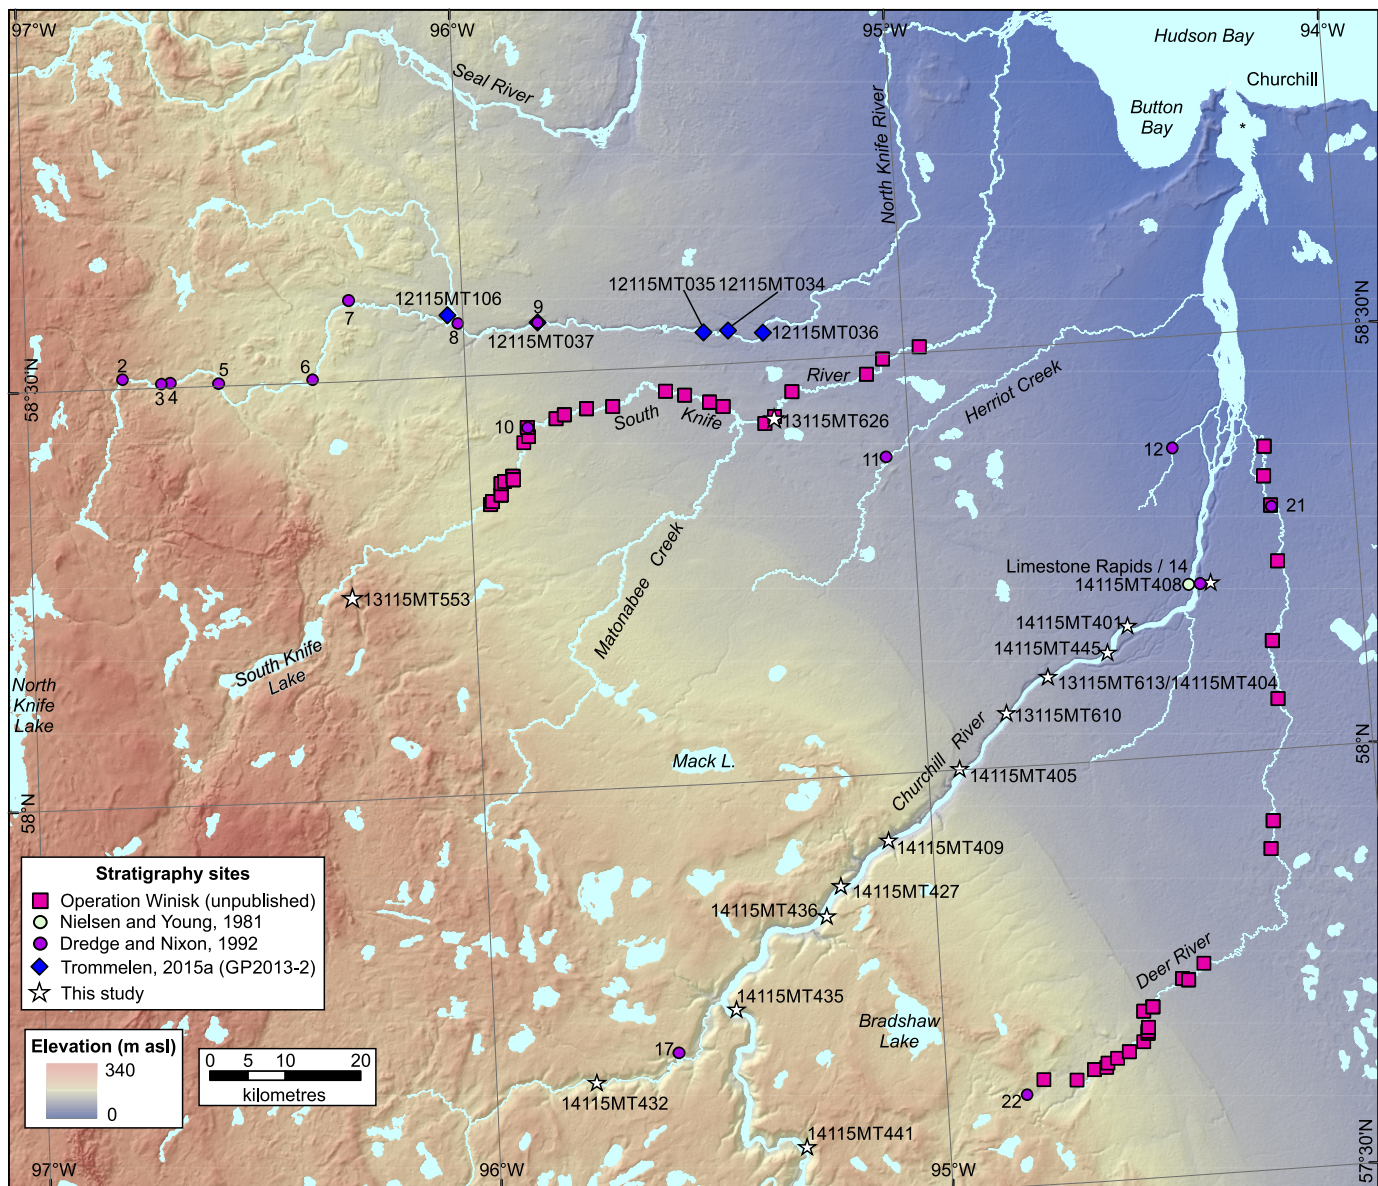 97°W
96°W
95°W
94°W
Hudson Bay
Churchill
Button
Bay
*
Seal River
North Knife River
12115MT035
12115MT034
12115MT106
9
7
8
12115MT037
12115MT036
58°30'N
58°30'N
2
3
4
5
6
River
South
Knife
13115MT626
Herriot Creek
10
11
12
21
Matonabee Creek
Limestone Rapids / 14
14115MT408
13115MT553
14115MT401
14115MT445
South Knife
Lake
13115MT613/14115MT404
North
Knife
Lake
13115MT610
Churchill River
Mack L.
14115MT405
58°N
58°N
14115MT409
14115MT427
14115MT436
Stratigraphy sites
Operation Winisk (unpublished)
Nielsen and Young, 1981
Dredge and Nixon, 1992
Trommelen, 2015a (GP2013-2)
This study
Deer River
14115MT435
Bradshaw
Lake
17
14115MT432
22
14115MT441
Elevation (m asl)
340
0
0 5 10 20
kilometres
97°W
96°W
95°W
57°30'N